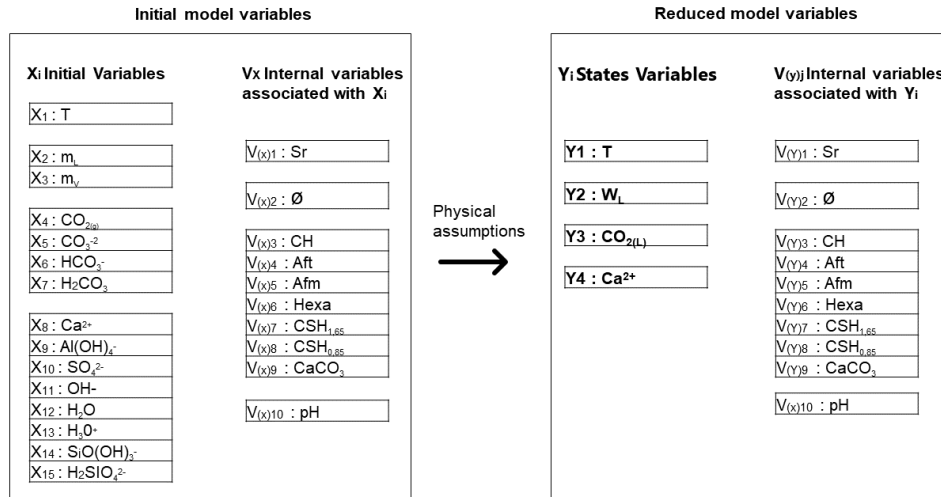 Initial model variables
Xi Initial Variables
X₁ : T
X₂ : m_L
X₃ : m_V
X₄ : CO₂₍g₎
X₅ : CO₃⁻²
X₆ : HCO₃⁻
X₇ : H₂CO₃
X₈ : Ca²⁺
X₉ : Al(OH)₄⁻
X₁₀ : SO₄²⁻
X₁₁ : OH-
X₁₂ : H₂O
X₁₃ : H₃0⁺
X₁₄ : SiO(OH)₃⁻
X₁₅ : H₂SIO₄²⁻
Vx Internal variables
associated with Xi
V₍ₓ₎1 : Sr
V₍ₓ₎2 : Ø
V₍ₓ₎3 : CH
V₍ₓ₎4 : Aft
V₍ₓ₎5 : Afm
V₍ₓ₎6 : Hexa
V₍ₓ₎7 : CSH₁,₆₅
V₍ₓ₎8 : CSH₀,₈₅
V₍ₓ₎9 : CaCO₃
V₍ₓ₎10 : pH
Physical
assumptions
Reduced model variables
Yi States Variables
Y1 : T
Y2 : W_L
Y3 : CO₂₍L₎
Y4 : Ca²⁺
V(y)j Internal variables
associated with Yi
V(Y)1 : Sr
V(Y)2 : Ø
V(Y)3 : CH
V(Y)4 : Aft
V(Y)5 : Afm
V(Y)6 : Hexa
V(Y)7 : CSH₁,₆₅
V(Y)8 : CSH₀,₈₅
V(Y)9 : CaCO₃
V₍ₓ₎10 : pH